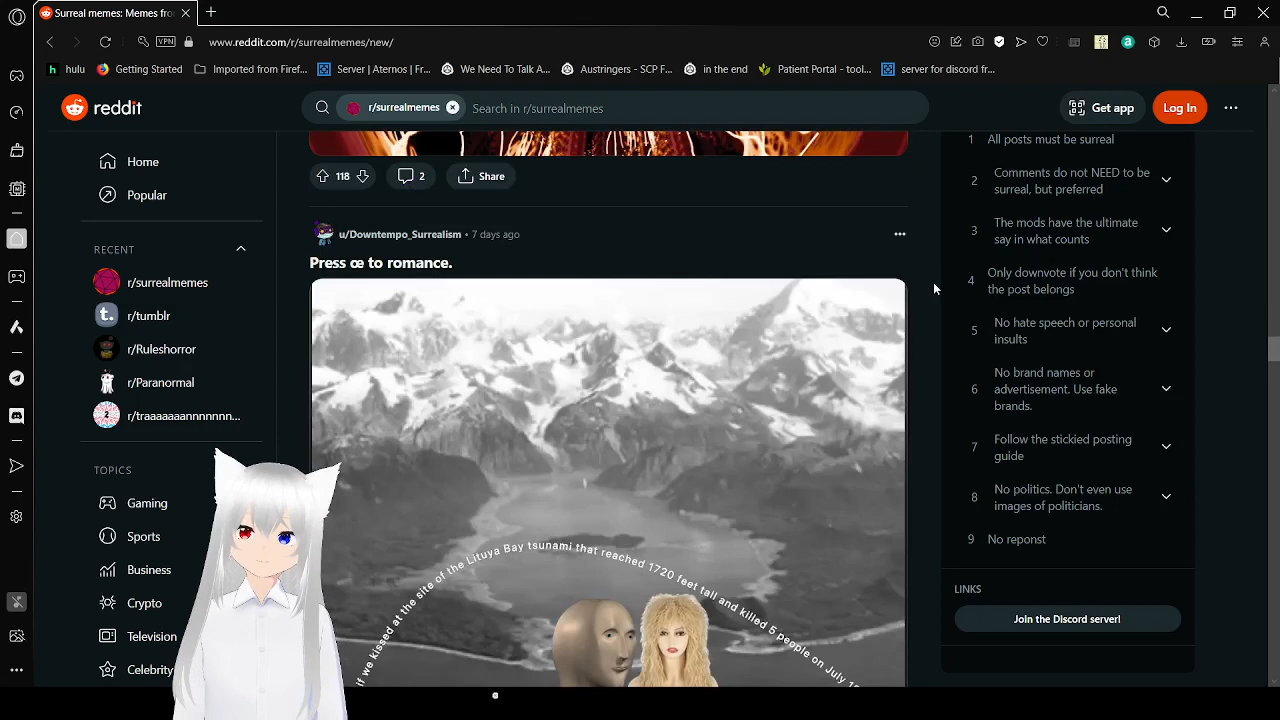 Surreal memes: Memes fro
VPN
www.reddit.com/r/surrealmemes/new/
hulu
Getting Started
Imported from Firef...
Server | Aternos | Fr...
We Need To Talk A...
Austringers - SCP F...
in the end
Patient Portal - tool...
server for discord fr...
reddit
r/surrealmemes
Search in r/surrealmemes
Get app
Log In
Home
Popular
RECENT
r/surrealmemes
r/tumblr
r/Ruleshorror
r/Paranormal
r/traaaaaaannnnnnn...
TOPICS
Gaming
Sports
Business
Crypto
Television
Celebrity
118
2
Share
u/Downtempo_Surrealism • 7 days ago
Press œ to romance.
if we kissed at the site of the Lituya Bay tsunami that reached 1720 feet tall and killed 5 people on July
1 All posts must be surreal
2 Comments do not NEED to be
surreal, but preferred
3 The mods have the ultimate
say in what counts
4 Only downvote if you don't think
the post belongs
5 No hate speech or personal
insults
6 No brand names or
advertisement. Use fake
brands.
7 Follow the stickied posting
guide
8 No politics. Don't even use
images of politicians.
9 No reponst
LINKS
Join the Discord server!